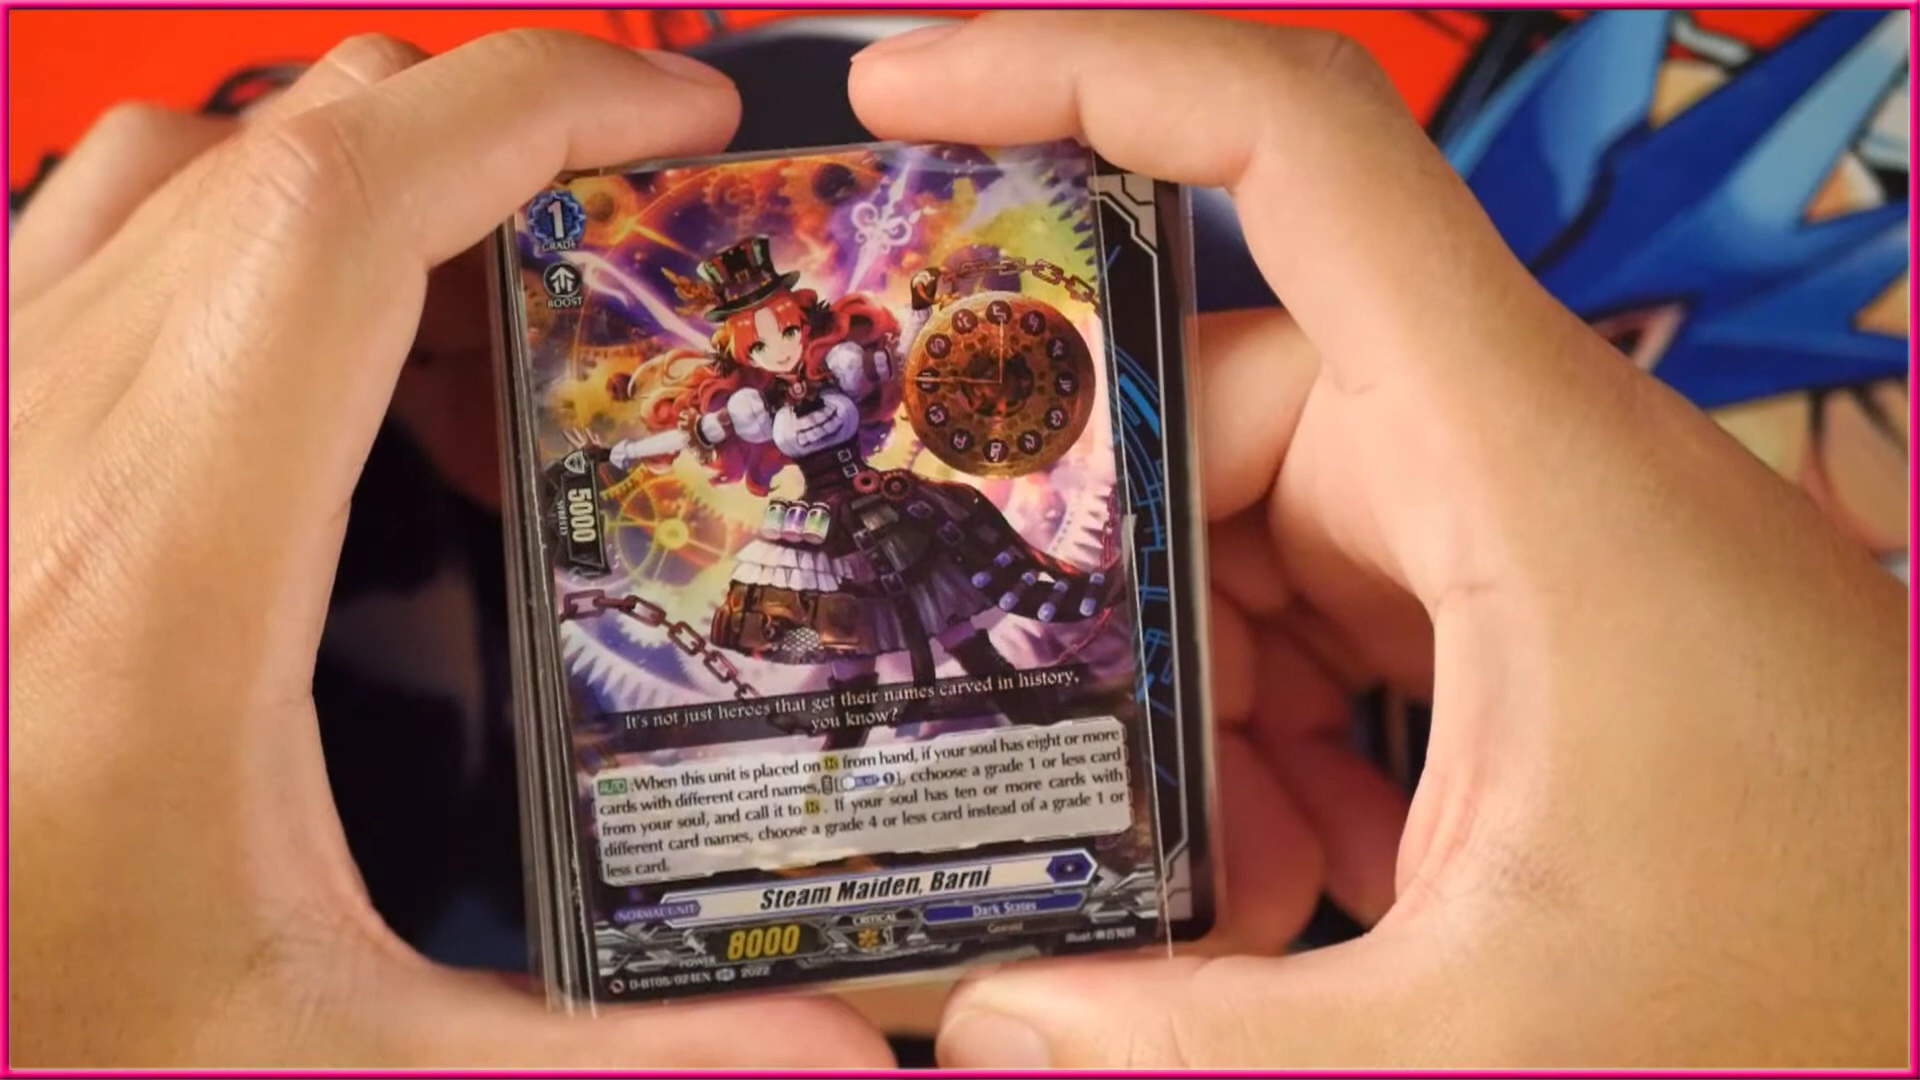 1
GRADE
BOOST
5000
SHIELD
It's not just heroes that get their names carved in history,
you know?
AUTO :When this unit is placed on from hand, if your soul has eight or more
cards with different card names, choose a grade 1 or less card
from your soul, and call it to . If your soul has ten or more cards with
different card names, choose a grade 4 or less card instead of a grade 1 or
less card.
Steam Maiden, Barni
NORMAL UNIT
Dark States
Gearoid
POWER 8000
CRITICAL
1
D-BT05/024EN RR 2022